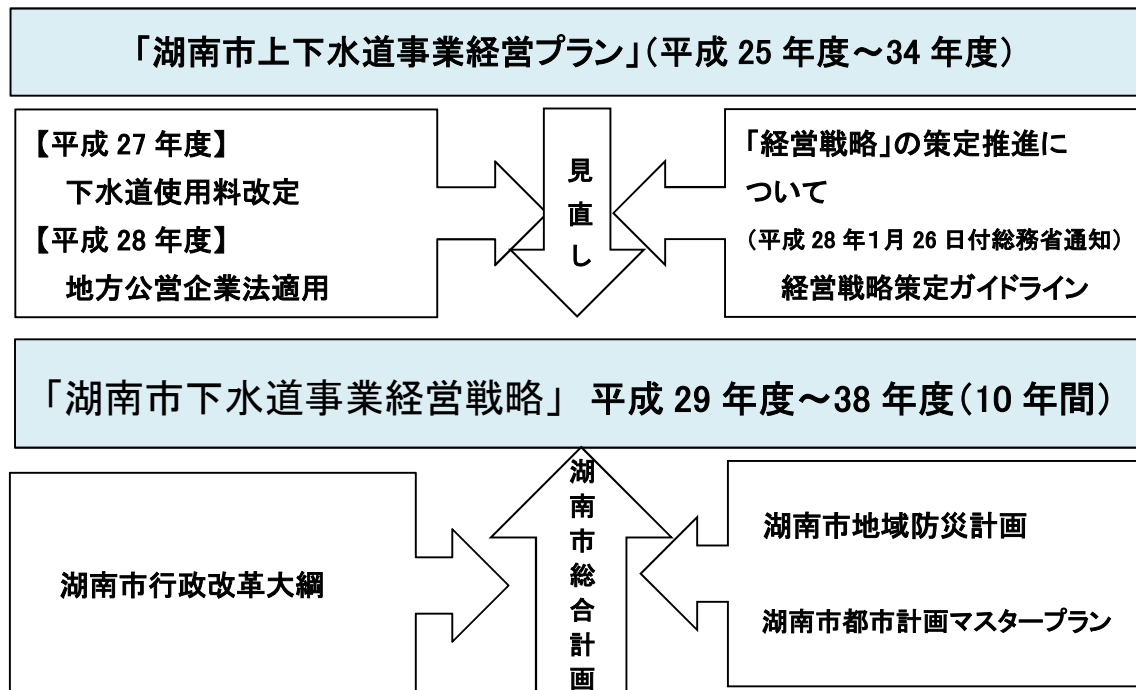 「湖南市上下水道事業経営プラン」(平成 25 年度～34 年度)
【平成 27 年度】
下水道使用料改定
【平成 28 年度】
地方公営企業法適用
見直し
「経営戦略」の策定推進に
ついて
(平成 28 年1月 26 日付総務省通知)
経営戦略策定ガイドライン
「湖南市下水道事業経営戦略」 平成 29 年度～38 年度(10 年間)
湖南市行政改革大綱
湖南市総合計画
湖南市地域防災計画
湖南市都市計画マスタープラン